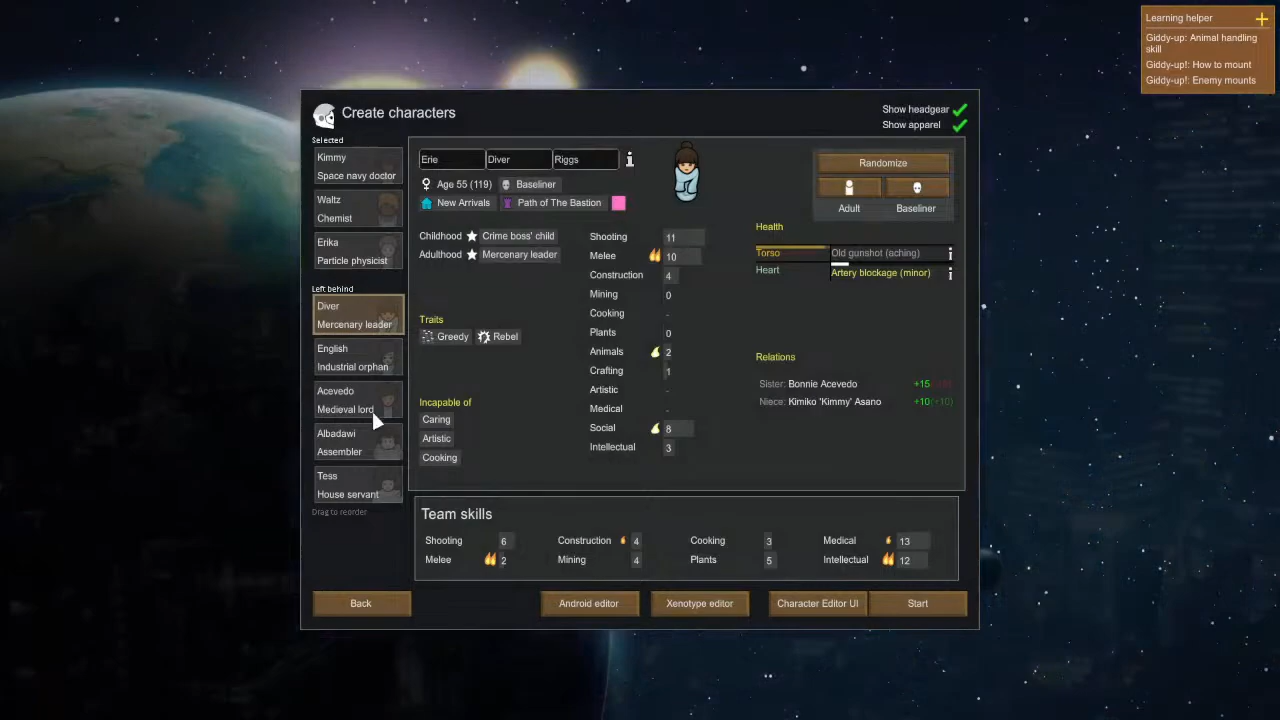 Learning helper
Giddy-up: Animal handling
skill
Giddy-up!: How to mount
Giddy-up!: Enemy mounts
Create characters
Show headgear
Show apparel
Selected
Kimmy
Space navy doctor
Waltz
Chemist
Erika
Particle physicist
Left behind
Diver
Mercenary leader
English
Industrial orphan
Acevedo
Medieval lord
Albadawi
Assembler
Tess
House servant
Drag to reorder
Erie Diver Riggs
Age 55 (119) Baseliner
New Arrivals Path of The Bastion
Childhood Crime boss' child
Adulthood Mercenary leader
Traits
Greedy Rebel
Incapable of
Caring
Artistic
Cooking
Shooting 11
Melee 10
Construction 4
Mining 0
Cooking -
Plants 0
Animals 2
Crafting 1
Artistic -
Medical -
Social 8
Intellectual 3
Randomize
Adult Baseliner
Health
Torso Old gunshot (aching)
Heart Artery blockage (minor)
Relations
Sister: Bonnie Acevedo +15
Niece: Kimiko 'Kimmy' Asano +10 (+10)
Team skills
Shooting 6 Construction 4 Cooking 3 Medical 13
Melee 2 Mining 4 Plants 5 Intellectual 12
Back Android editor Xenotype editor Character Editor UI Start